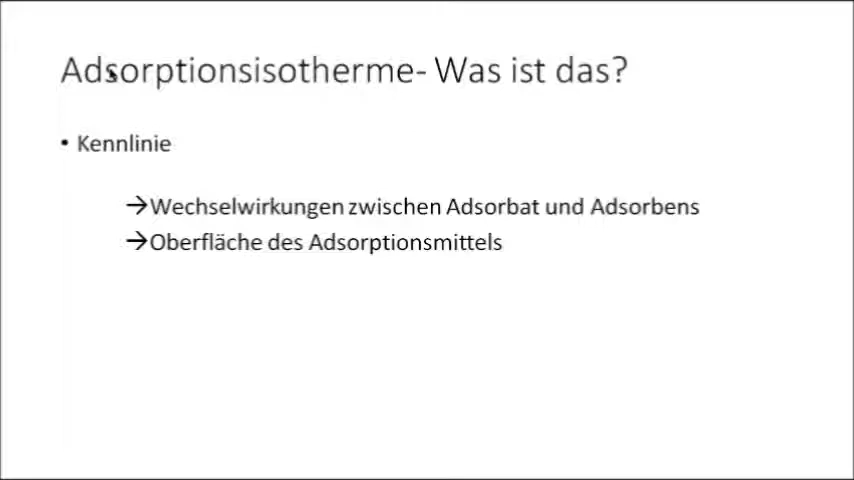 Adsorptionsisotherme- Was ist das?
• Kennlinie
→Wechselwirkungen zwischen Adsorbat und Adsorbens
→Oberfläche des Adsorptionsmittels